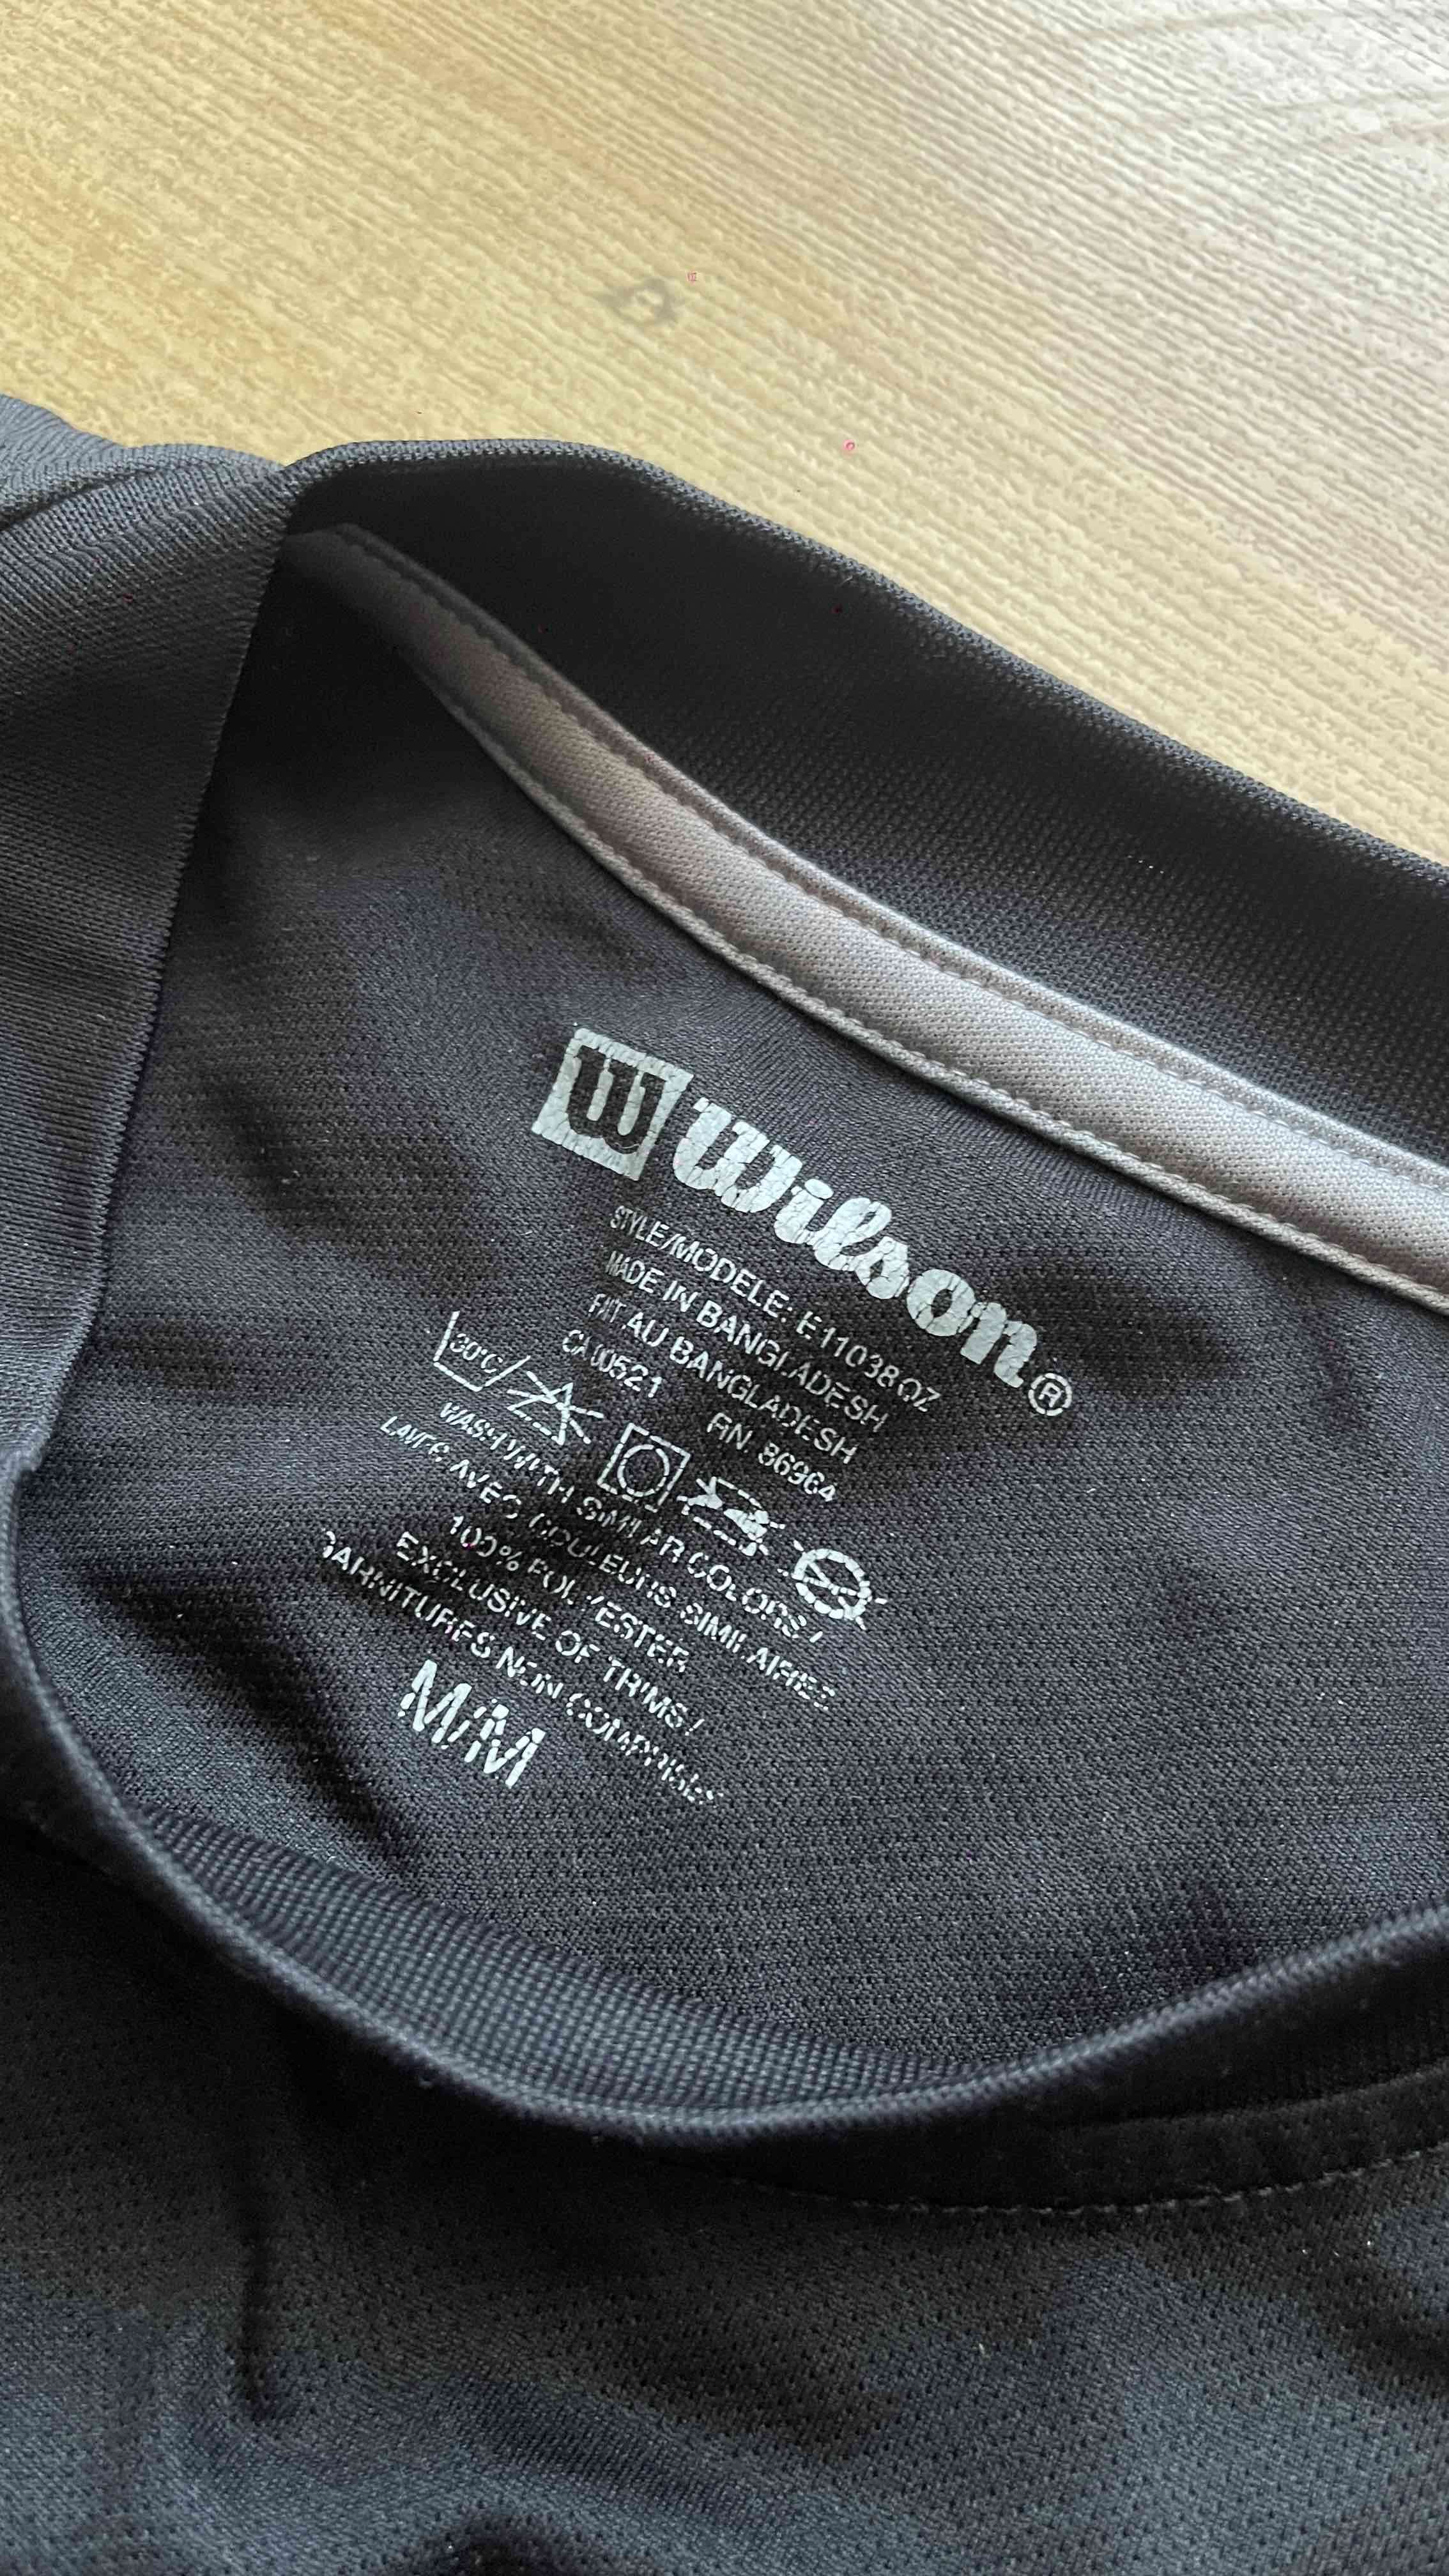 W wilson®
STYLE/MODELE: E11038 QZ
MADE IN BANGLADESH
FAIT AU BANGLADESH
CA 00521 RN: 86964
30°C
WASH WITH SIMILAR COLORS /
LAVER AVEC COULEURS SIMILAIRES
100% POLYESTER
EXCLUSIVE OF TRIMS /
GARNITURES NON COMPRISES
M/M